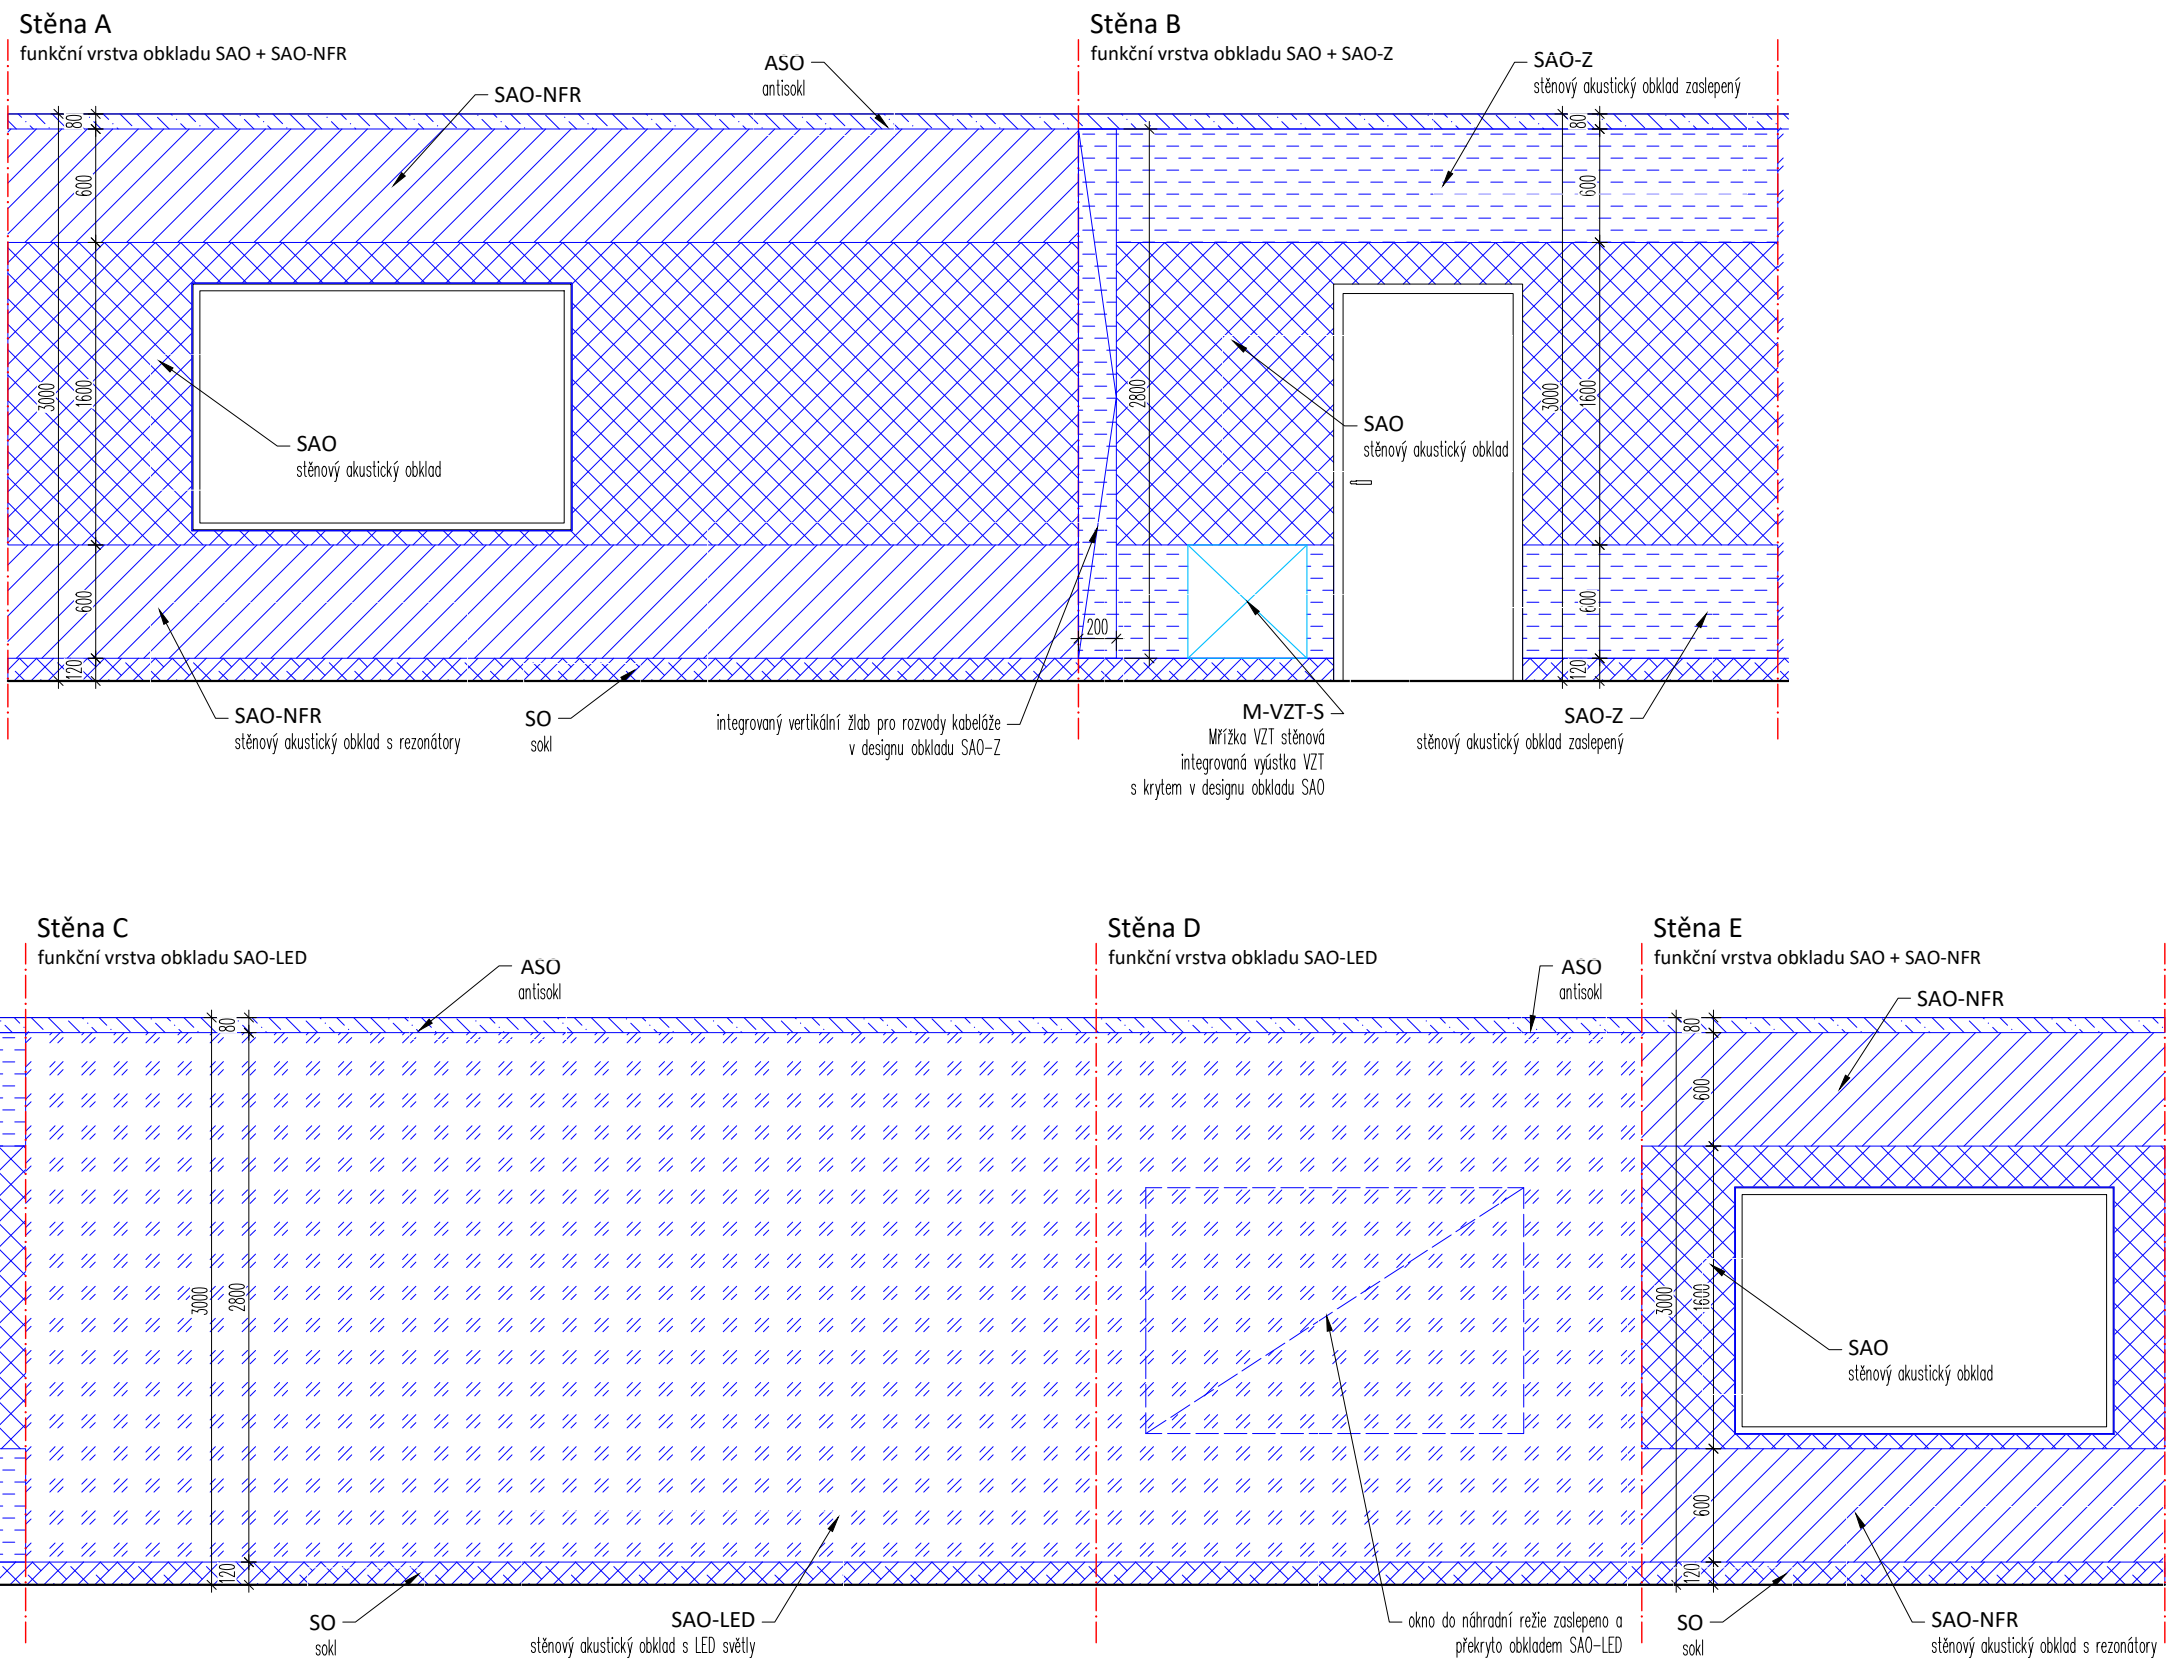 Stěna A
funkční vrstva obkladu SAO + SAO-NFR
Stěna B
funkční vrstva obkladu SAO + SAO-Z
ASO
antisokl
SAO-NFR
SAO-Z
stěnový akustický obklad zaslepený
80
600
3000
1600
600
120
SAO
stěnový akustický obklad
2800
200
SAO
stěnový akustický obklad
80
600
3000
1600
600
120
SAO-NFR
stěnový akustický obklad s rezonátory
SO
sokl
integrovaný vertikální žlab pro rozvody kabeláže
v designu obkladu SAO-Z
M-VZT-S
Mřížka VZT stěnová
integrovaná vyústka VZT
s krytem v designu obkladu SAO
SAO-Z
stěnový akustický obklad zaslepený
Stěna C
funkční vrstva obkladu SAO-LED
Stěna D
funkční vrstva obkladu SAO-LED
Stěna E
funkční vrstva obkladu SAO + SAO-NFR
ASO
antisokl
ASO
antisokl
SAO-NFR
80
3000
2800
120
80
600
3000
1600
600
120
SAO
stěnový akustický obklad
SO
sokl
SAO-LED
stěnový akustický obklad s LED světly
okno do náhradní režie zaslepeno a
překryto obkladem SAO-LED
SO
sokl
SAO-NFR
stěnový akustický obklad s rezonátory